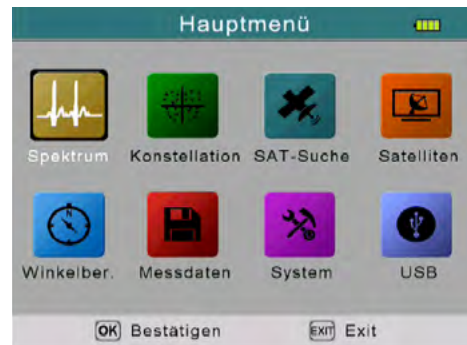 Hauptmenü
Spektrum Konstellation SAT-Suche Satelliten
N
Winkelber. Messdaten System USB
OK Bestätigen EXIT Exit